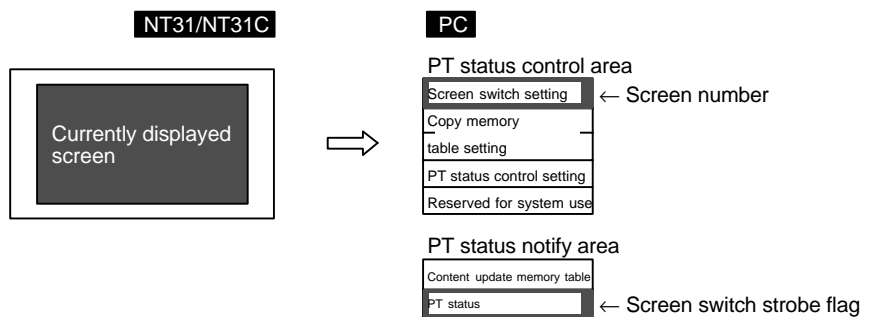 NT31/NT31C
PC
PT status control area
Currently displayed
screen
Screen switch setting
← Screen number
Copy memory
table setting
PT status control setting
Reserved for system use
PT status notify area
Content update memory table
PT status
← Screen switch strobe flag